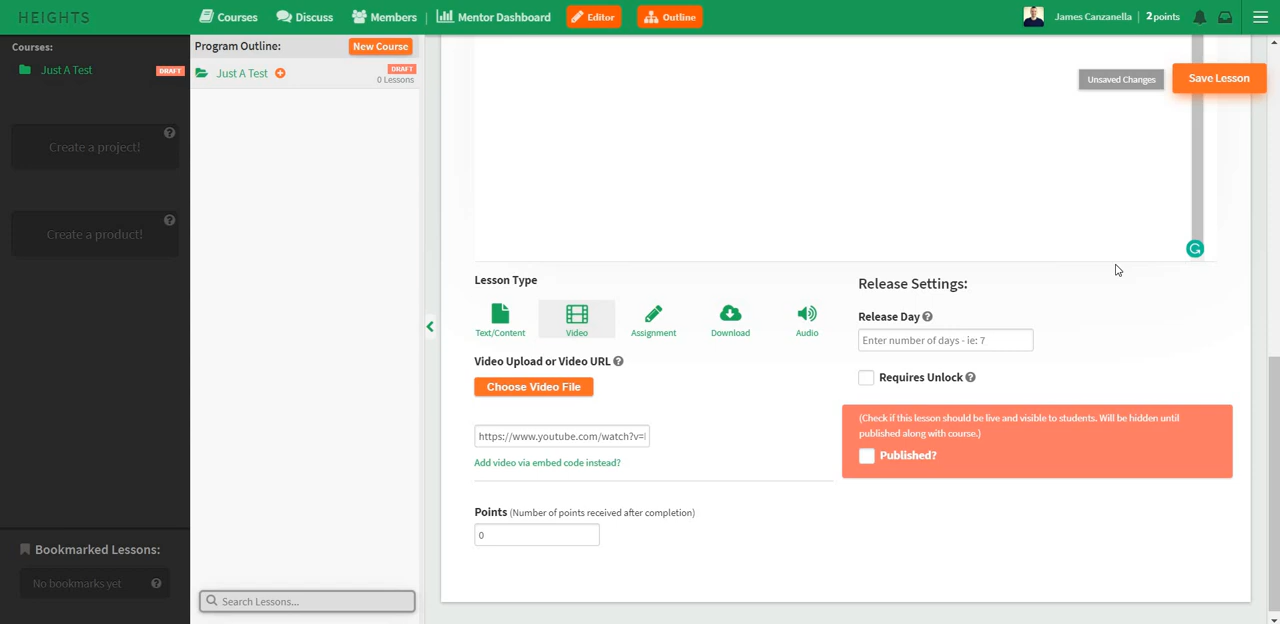 HEIGHTS
Courses
Discuss
Members
Mentor Dashboard
Editor
Outline
James Canzanella
2 points
Courses:
Just A Test
DRAFT
Create a project!
Create a product!
Bookmarked Lessons:
No bookmarks yet
Program Outline:
New Course
Just A Test
DRAFT
0 Lessons
Search Lessons...
Unsaved Changes
Save Lesson
Lesson Type
Text/Content
Video
Assignment
Download
Audio
Video Upload or Video URL
Choose Video File
https://www.youtube.com/watch?v=
Add video via embed code instead?
Points (Number of points received after completion)
0
Release Settings:
Release Day
Enter number of days - ie: 7
Requires Unlock
(Check if this lesson should be live and visible to students. Will be hidden until
published along with course.)
Published?